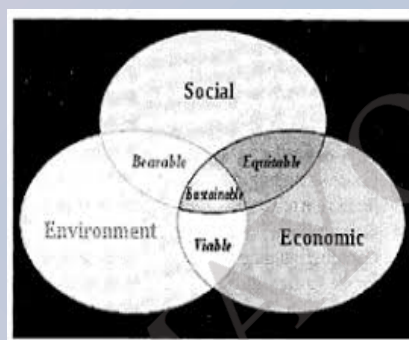 Social
Bearable
Equitable
Sustainable
Environment
Viable
Economic